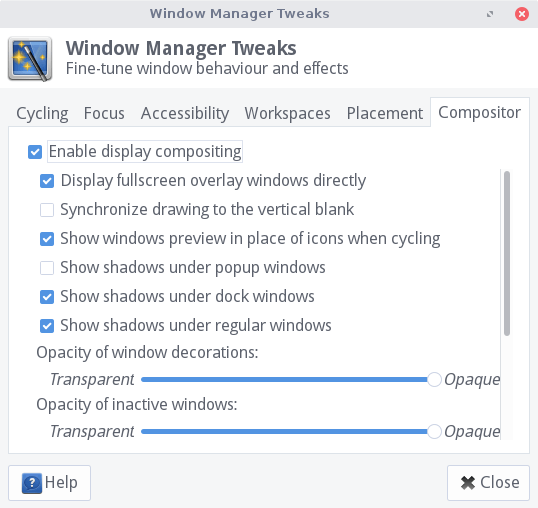 Window Manager Tweaks
Window Manager Tweaks
Fine-tune window behaviour and effects
Cycling Focus Accessibility Workspaces Placement Compositor
Enable display compositing
Display fullscreen overlay windows directly
Synchronize drawing to the vertical blank
Show windows preview in place of icons when cycling
Show shadows under popup windows
Show shadows under dock windows
Show shadows under regular windows
Opacity of window decorations:
Transparent Opaque
Opacity of inactive windows:
Transparent Opaque
? Help Close